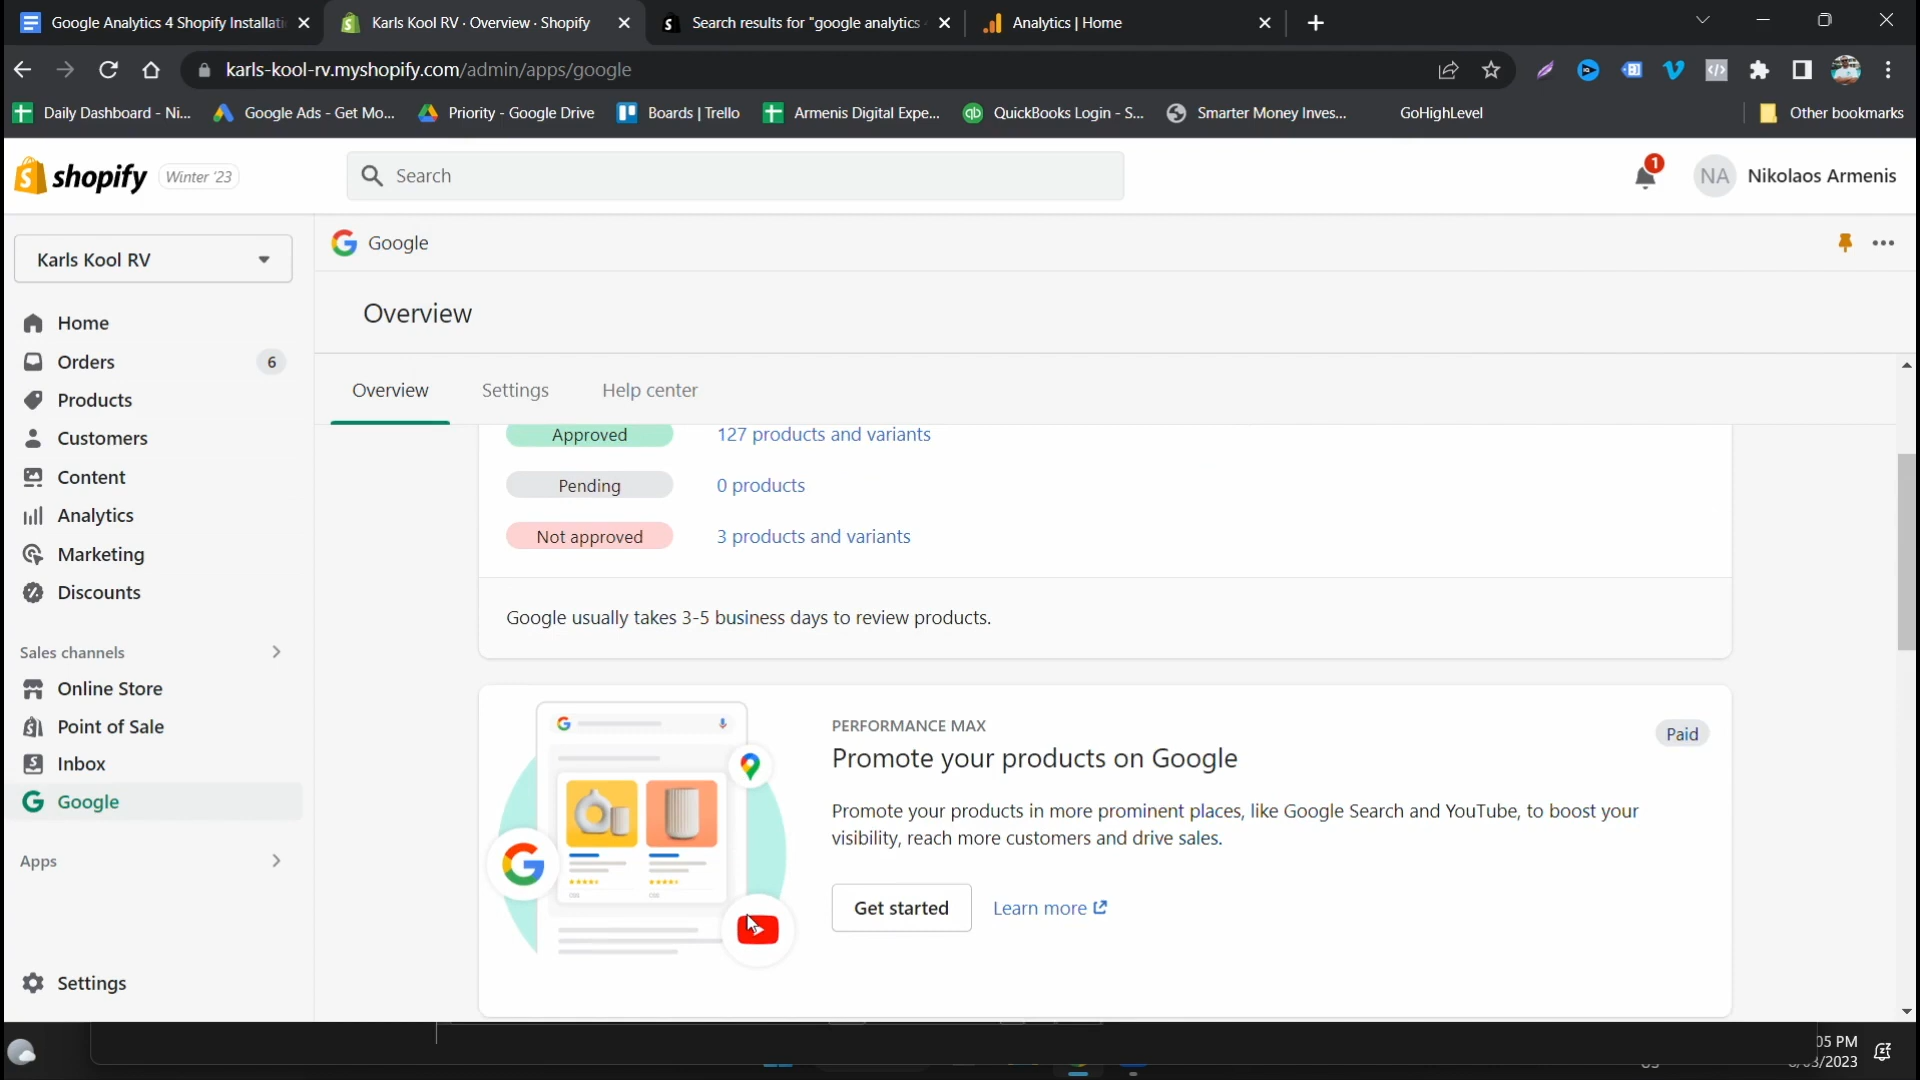 Google Analytics 4 Shopify Installati
Karls Kool RV · Overview · Shopify
Search results for "google analytics
Analytics | Home
karls-kool-rv.myshopify.com/admin/apps/google
Daily Dashboard - Ni...
Google Ads - Get Mo...
Priority - Google Drive
Boards | Trello
Armenis Digital Expe...
QuickBooks Login - S...
Smarter Money Inves...
GoHighLevel
Other bookmarks
shopify
Winter '23
Search
1
NA
Nikolaos Armenis
Karls Kool RV
Google
Overview
Home
Orders
6
Products
Customers
Content
Analytics
Marketing
Discounts
Sales channels
Online Store
Point of Sale
Inbox
Google
Apps
Settings
Overview
Settings
Help center
Approved
127 products and variants
Pending
0 products
Not approved
3 products and variants
Google usually takes 3-5 business days to review products.
PERFORMANCE MAX
Paid
Promote your products on Google
Promote your products in more prominent places, like Google Search and YouTube, to boost your
visibility, reach more customers and drive sales.
Get started
Learn more
05 PM
/2023